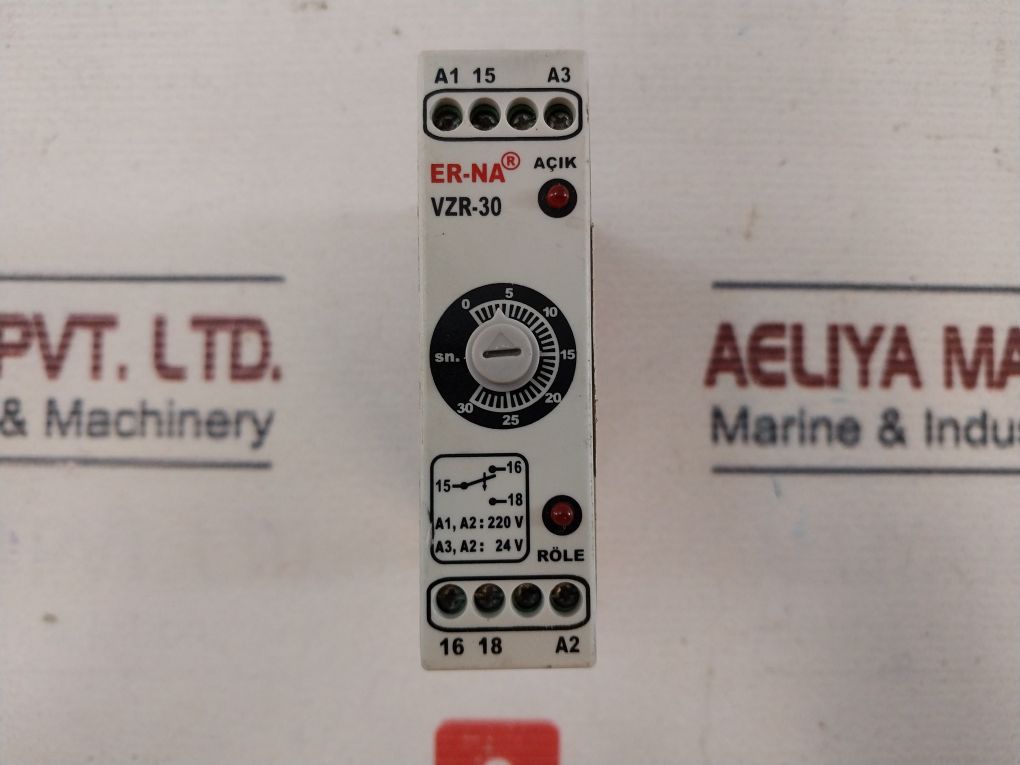 A1 15 A3
ER-NA® AÇIK
VZR-30
0 5 10 15 20 25 30
sn.
16
15
18
A1, A2: 220 V
A3, A2: 24 V
RÖLE
16 18 A2
PVT. LTD.
& Machinery
AELIYA MA
Marine & Indus